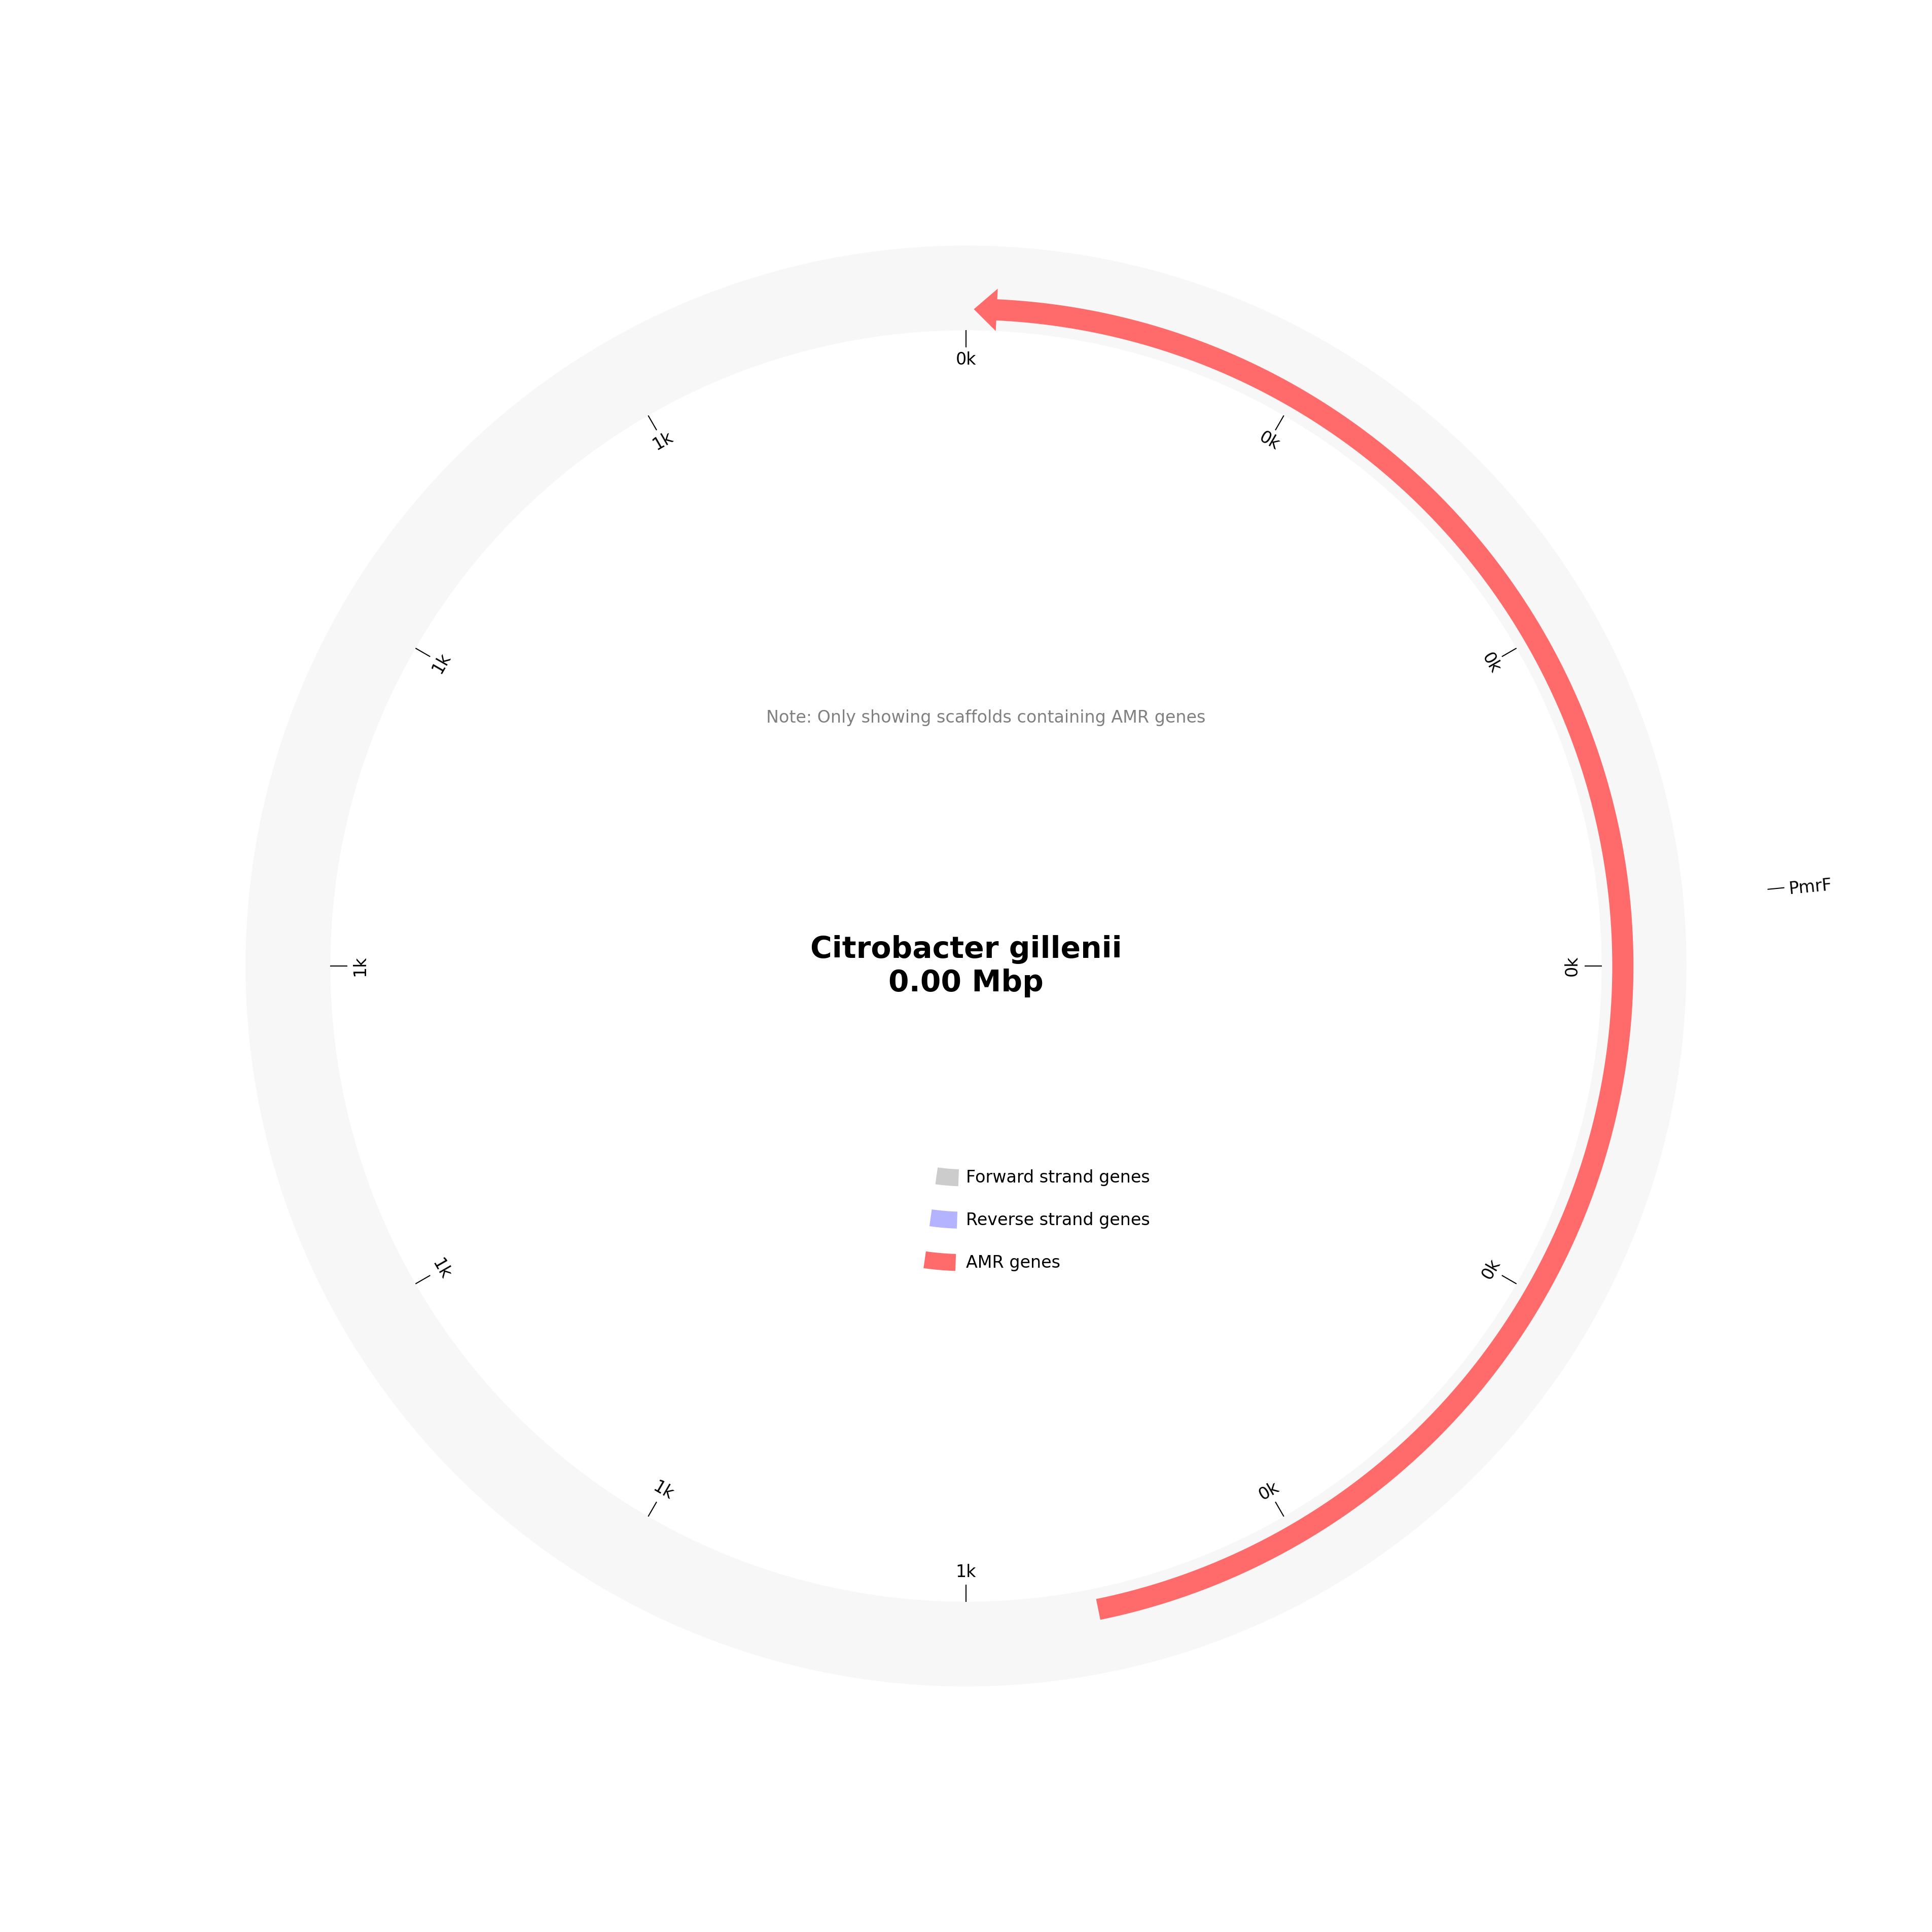 0k
1k
0k
1k
0k
Note: Only showing scaffolds containing AMR genes
PmrF
Citrobacter gillenii
0.00 Mbp
1k
0k
Forward strand genes
Reverse strand genes
AMR genes
1k
0k
1k
0k
1k